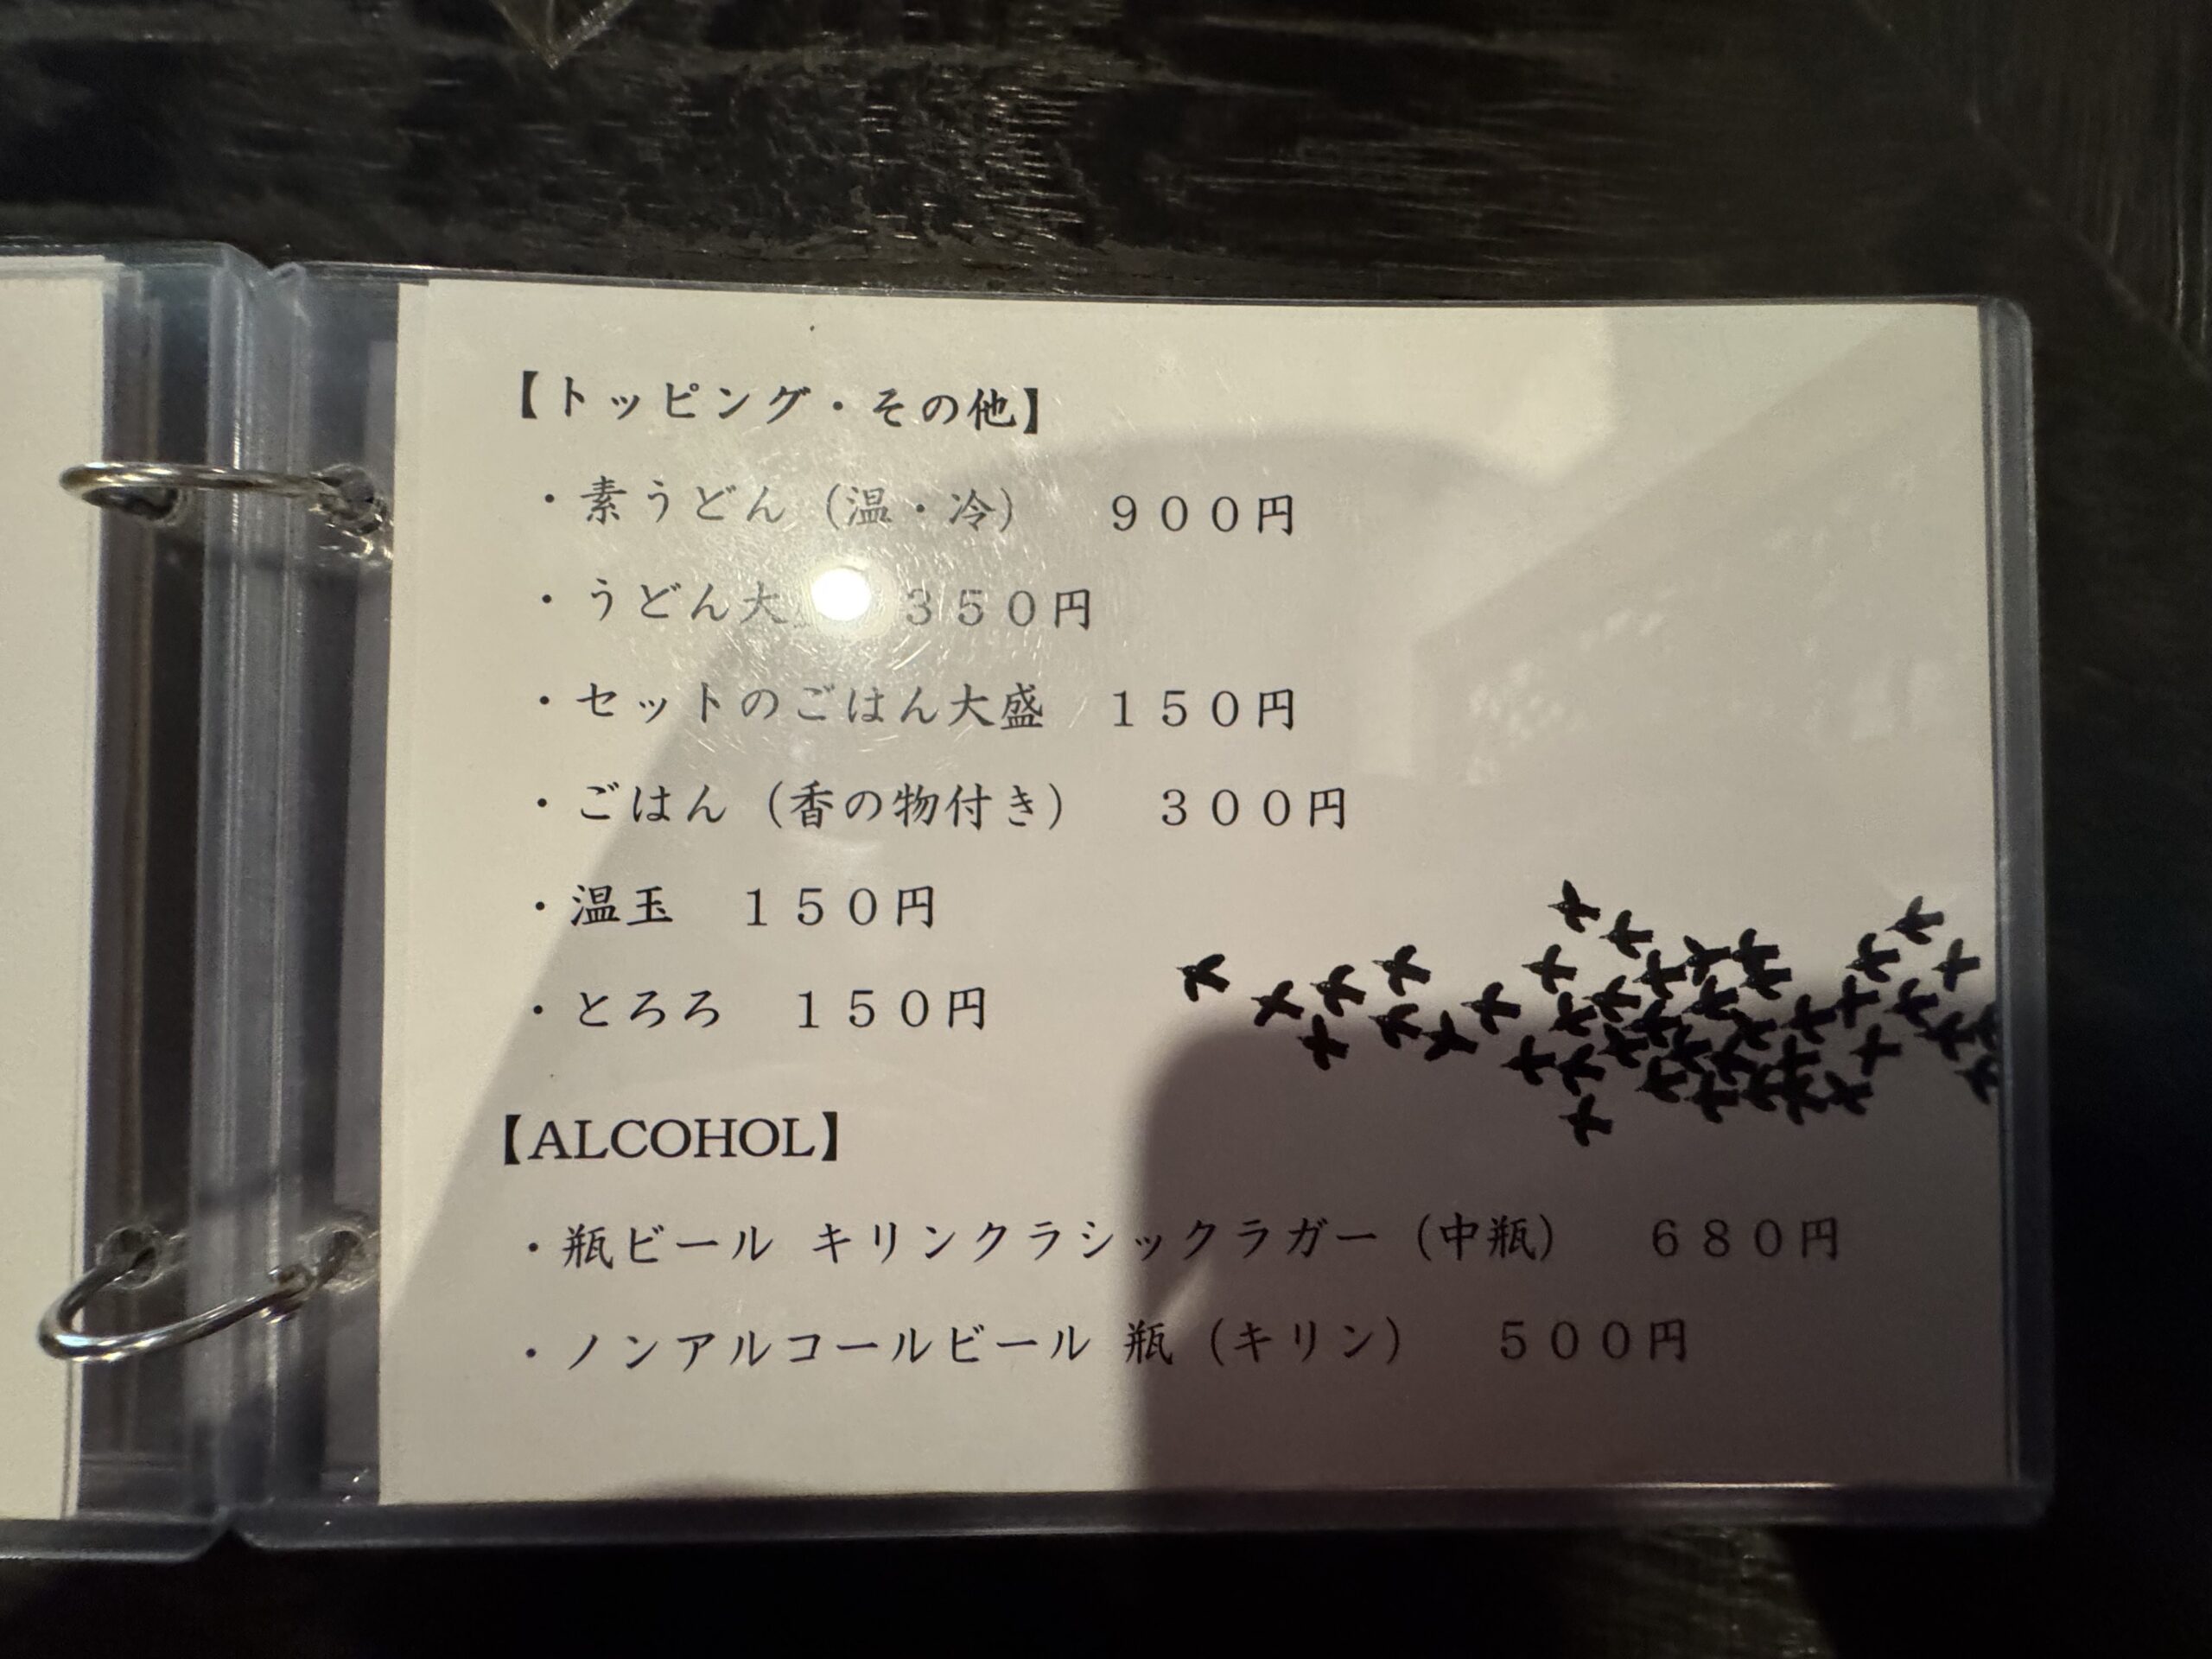 【トッピング・その他】
・素うどん（温・冷）　９００円
・うどん大　３５０円
・セットのごはん大盛　１５０円
・ごはん（香の物付き）　３００円
・温玉　１５０円
・とろろ　１５０円
【ALCOHOL】
・瓶ビール キリンクラシックラガー（中瓶）　６８０円
・ノンアルコールビール 瓶（キリン）　５００円